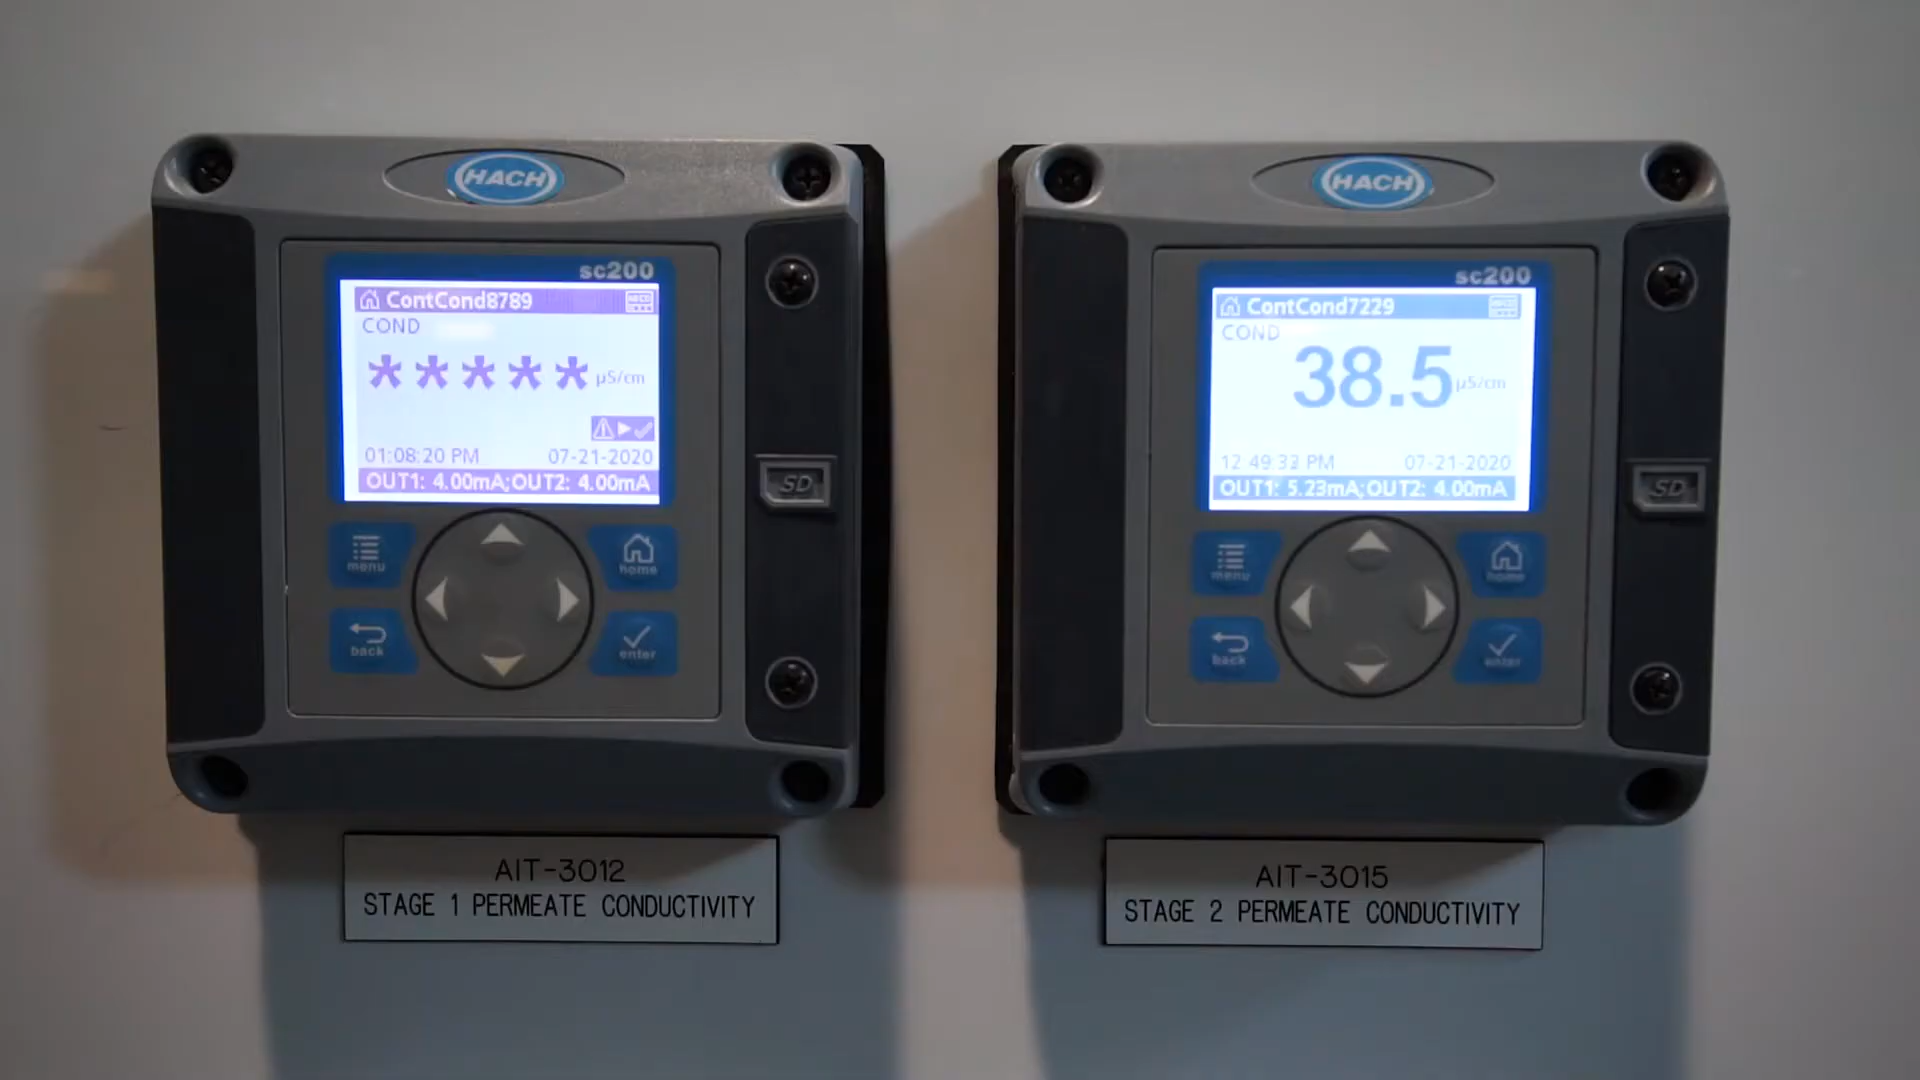 HACH
sc200
ContCond8789
COND
***** µS/cm
01:08:20 PM 07-21-2020
OUT1: 4.00mA;OUT2: 4.00mA
menu
home
back
enter
SD
AIT-3012
STAGE 1 PERMEATE CONDUCTIVITY
HACH
sc200
ContCond7229
COND
38.5 µS/cm
12:49:33 PM 07-21-2020
OUT1: 5.23mA;OUT2: 4.00mA
menu
home
back
enter
SD
AIT-3015
STAGE 2 PERMEATE CONDUCTIVITY